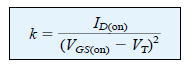 k = I_D(on) / (V_GS(on) − V_T)²